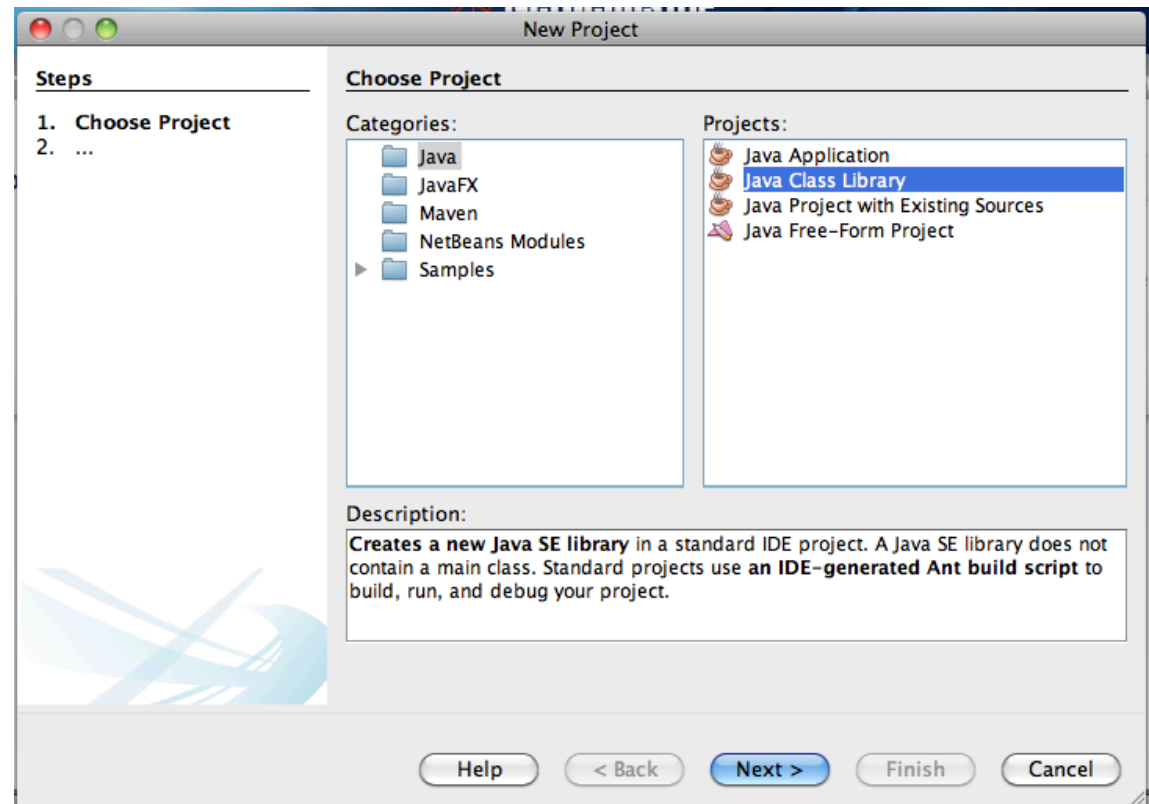 New Project
Steps
1. Choose Project
2. ...
Choose Project
Categories:
Java
JavaFX
Maven
NetBeans Modules
Samples
Projects:
Java Application
Java Class Library
Java Project with Existing Sources
Java Free-Form Project
Description:
Creates a new Java SE library in a standard IDE project. A Java SE library does not
contain a main class. Standard projects use an IDE-generated Ant build script to
build, run, and debug your project.
Help
< Back
Next >
Finish
Cancel